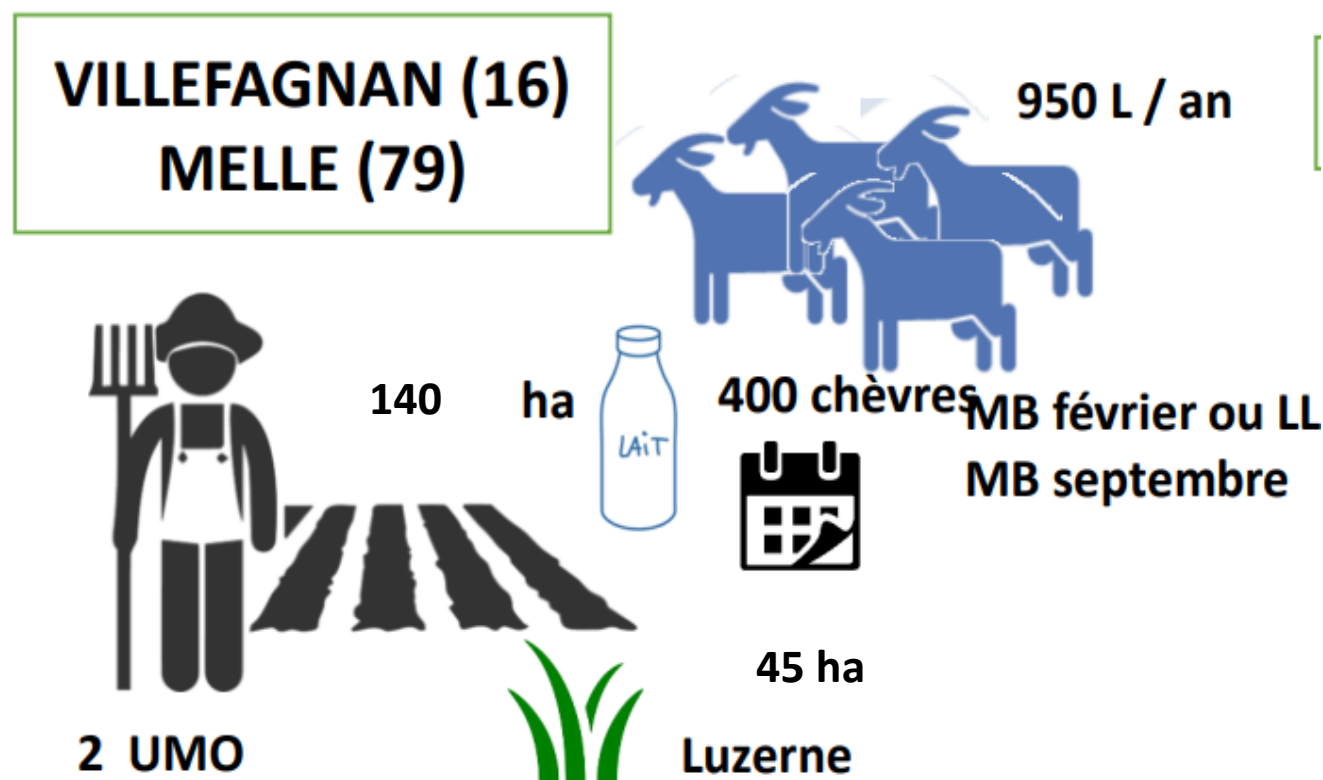 VILLEFAGNAN (16)
MELLE (79)
950 L / an
140 ha
LAiT
400 chèvres
MB février ou LL
MB septembre
45 ha
2 UMO
Luzerne